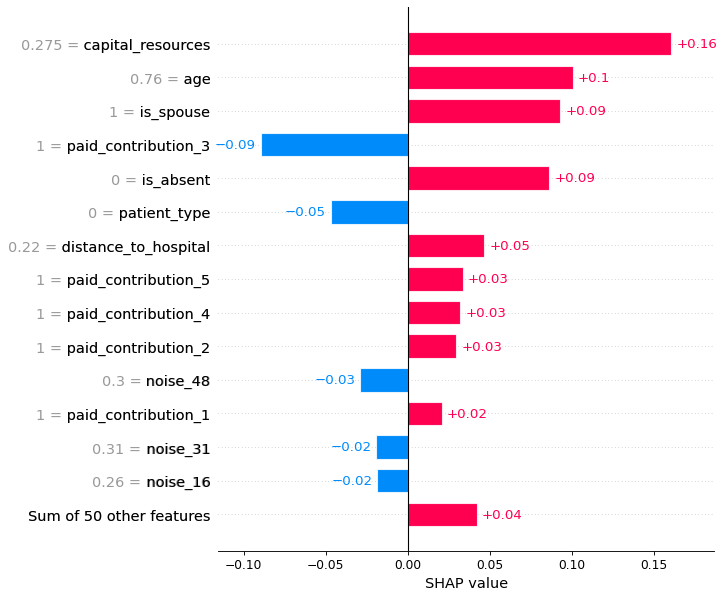 0.275 = capital_resources +0.16
0.76 = age +0.1
1 = is_spouse +0.09
1 = paid_contribution_3 −0.09
0 = is_absent +0.09
0 = patient_type −0.05
0.22 = distance_to_hospital +0.05
1 = paid_contribution_5 +0.03
1 = paid_contribution_4 +0.03
1 = paid_contribution_2 +0.03
0.3 = noise_48 −0.03
1 = paid_contribution_1 +0.02
0.31 = noise_31 −0.02
0.26 = noise_16 −0.02
Sum of 50 other features +0.04
−0.10 −0.05 0.00 0.05 0.10 0.15
SHAP value